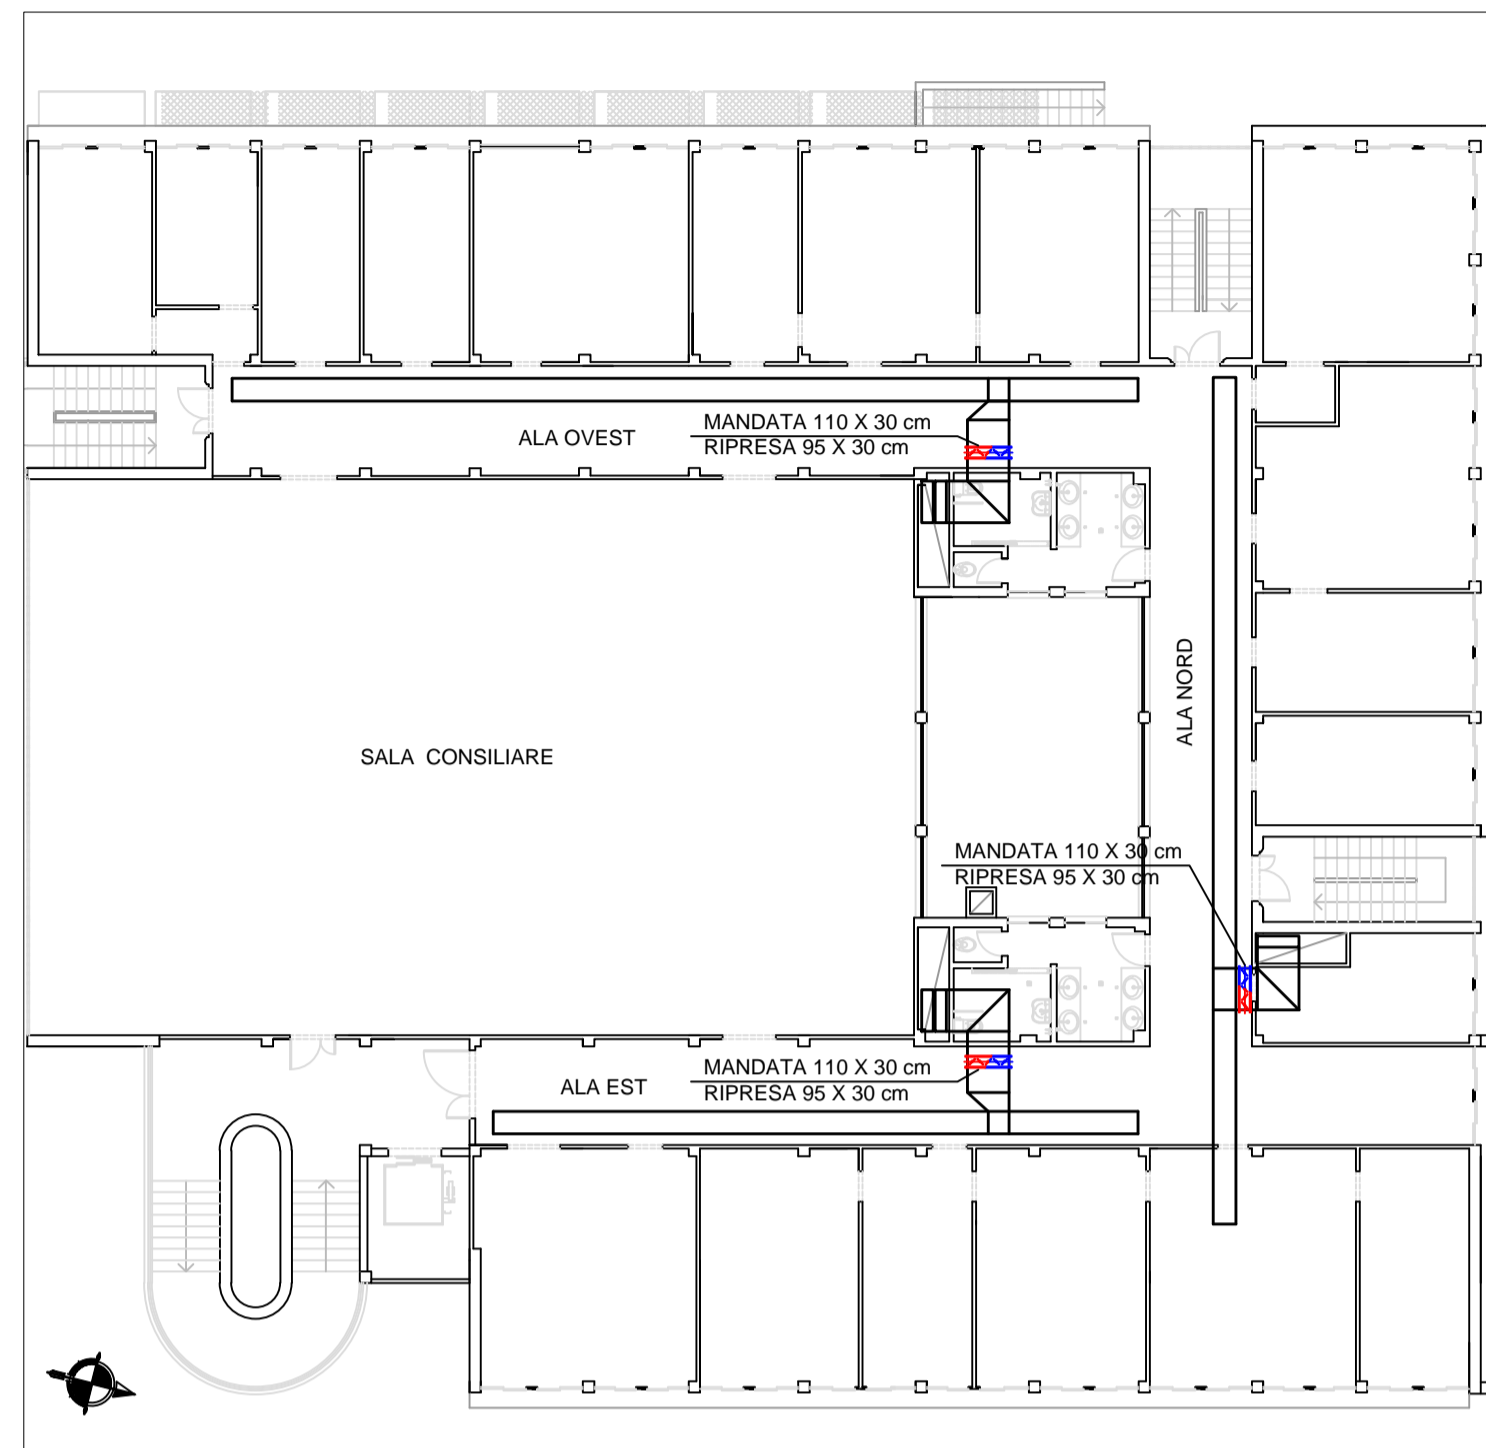 MANDATA 110 X 30 cm
RIPRESA 95 X 30 cm
ALA OVEST
ALA NORD
SALA CONSILIARE
MANDATA 110 X 30 cm
RIPRESA 95 X 30 cm
MANDATA 110 X 30 cm
RIPRESA 95 X 30 cm
ALA EST